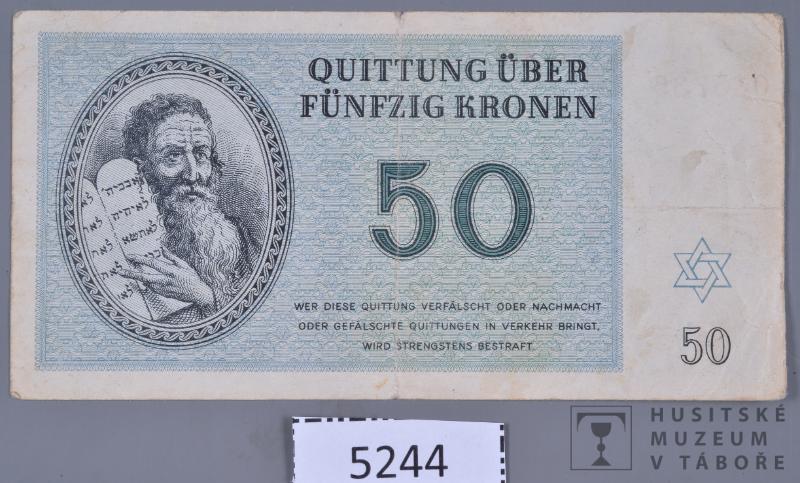 QUITTUNG ÜBER
FÜNFZIG KRONEN
50
WER DIESE QUITTUNG VERFÄLSCHT ODER NACHMACHT
ODER GEFÄLSCHTE QUITTUNGEN IN VERKEHR BRINGT,
WIRD STRENGSTENS BESTRAFT.
50
5244
HUSITSKÉ
MUZEUM
V TÁBOŘE